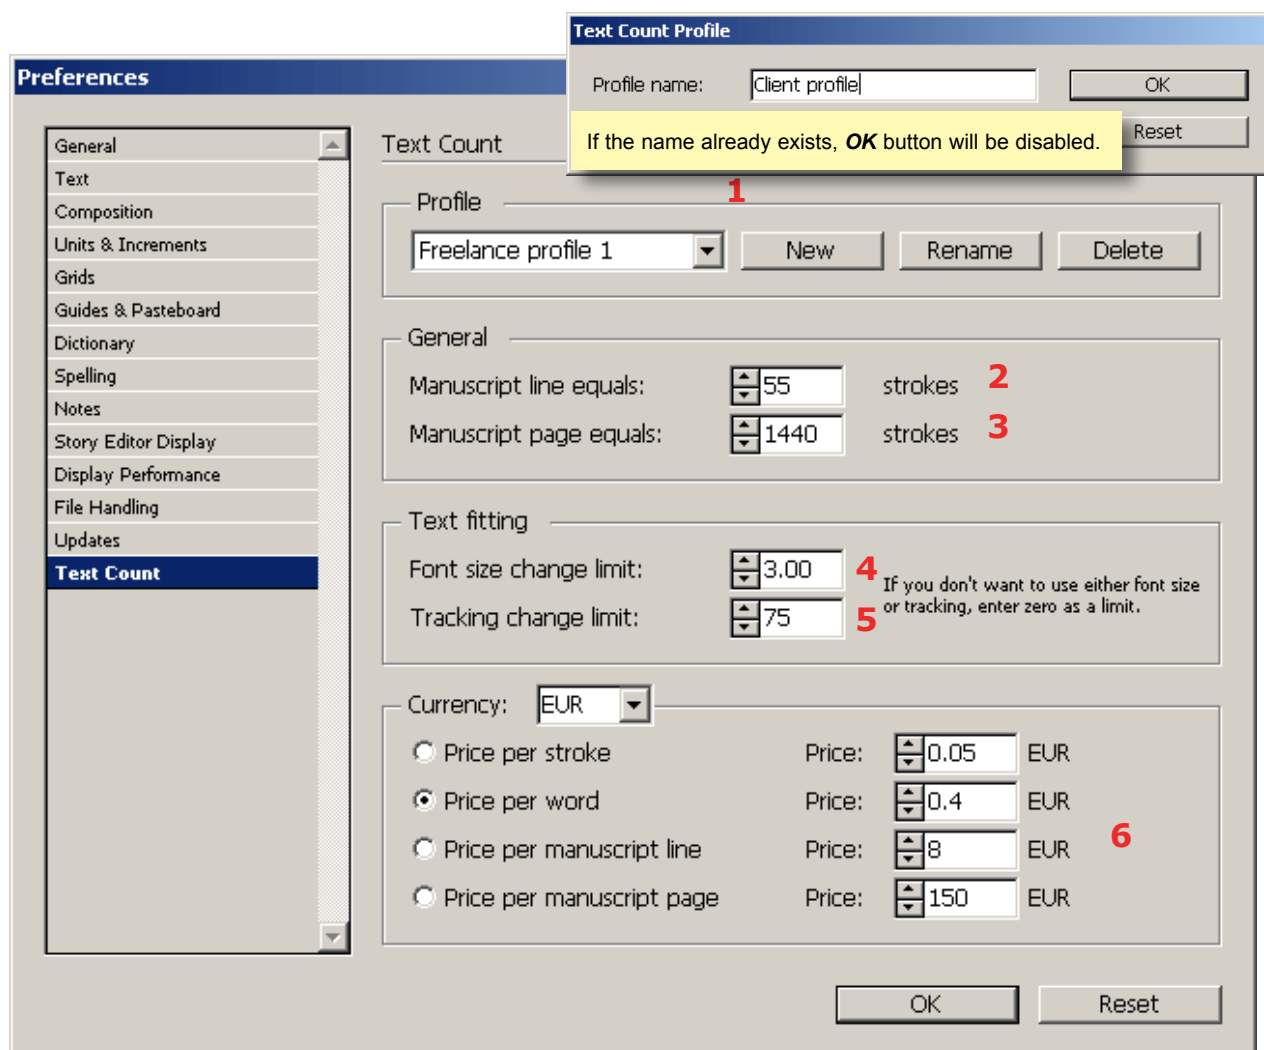 Text Count Profile
Profile name: Client profile OK
If the name already exists, OK button will be disabled. Reset
Preferences
General
Text
Composition
Units & Increments
Grids
Guides & Pasteboard
Dictionary
Spelling
Notes
Story Editor Display
Display Performance
File Handling
Updates
Text Count
Text Count
1
Profile
Freelance profile 1 New Rename Delete
General
Manuscript line equals: 55 strokes 2
Manuscript page equals: 1440 strokes 3
Text fitting
Font size change limit: 3.00 4
Tracking change limit: 75 5
If you don't want to use either font size
or tracking, enter zero as a limit.
Currency: EUR
Price per stroke Price: 0.05 EUR
Price per word Price: 0.4 EUR
Price per manuscript line Price: 8 EUR
6
Price per manuscript page Price: 150 EUR
OK Reset